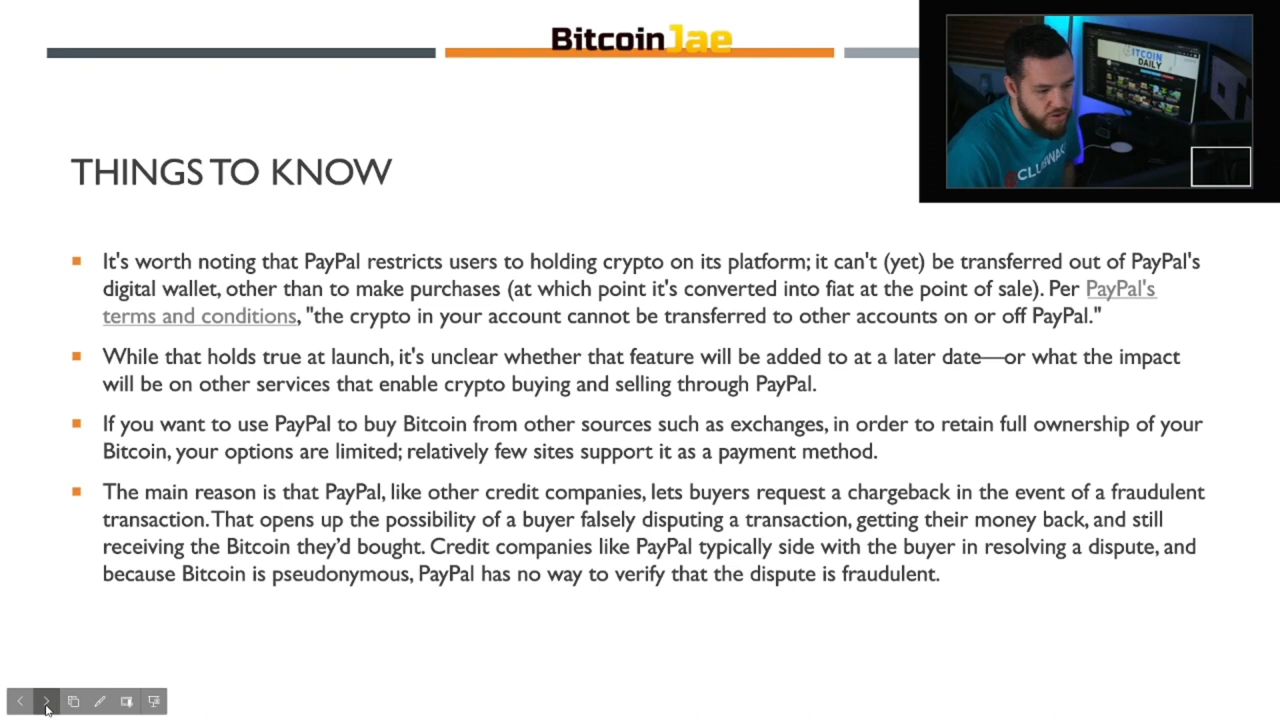 BitcoinJae
BITCOIN
DAILY
THINGS TO KNOW
It's worth noting that PayPal restricts users to holding crypto on its platform; it can't (yet) be transferred out of PayPal's
digital wallet, other than to make purchases (at which point it's converted into fiat at the point of sale). Per PayPal's
terms and conditions, "the crypto in your account cannot be transferred to other accounts on or off PayPal."
While that holds true at launch, it's unclear whether that feature will be added to at a later date—or what the impact
will be on other services that enable crypto buying and selling through PayPal.
If you want to use PayPal to buy Bitcoin from other sources such as exchanges, in order to retain full ownership of your
Bitcoin, your options are limited; relatively few sites support it as a payment method.
The main reason is that PayPal, like other credit companies, lets buyers request a chargeback in the event of a fraudulent
transaction. That opens up the possibility of a buyer falsely disputing a transaction, getting their money back, and still
receiving the Bitcoin they’d bought. Credit companies like PayPal typically side with the buyer in resolving a dispute, and
because Bitcoin is pseudonymous, PayPal has no way to verify that the dispute is fraudulent.